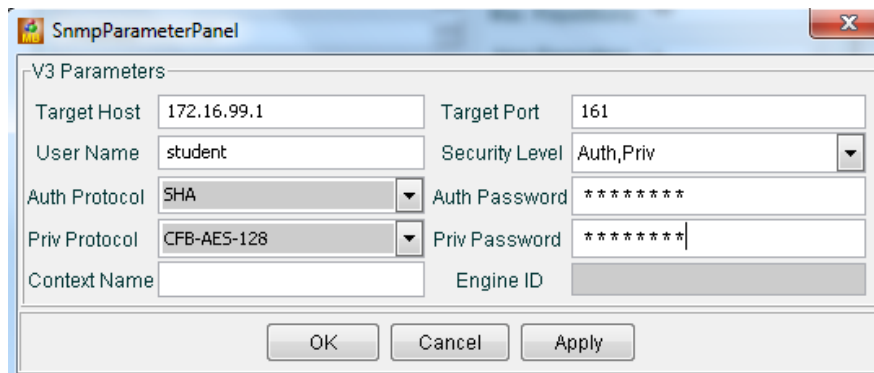 SnmpParameterPanel
V3 Parameters
Target Host 172.16.99.1 Target Port 161
User Name student Security Level Auth,Priv
Auth Protocol SHA Auth Password ********
Priv Protocol CFB-AES-128 Priv Password ********
Context Name Engine ID
OK Cancel Apply